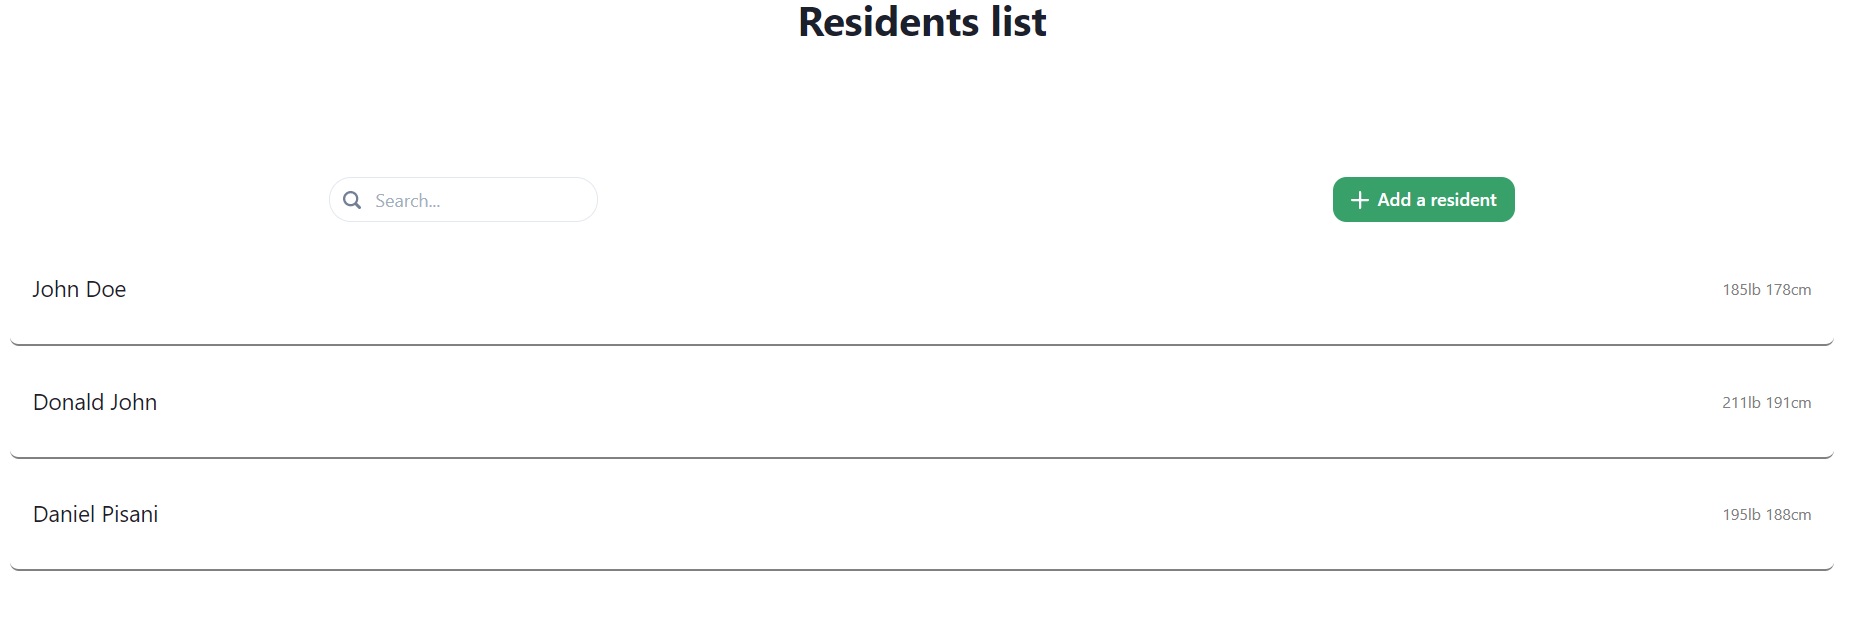 Residents list
Search...
Add a resident
John Doe 185lb 178cm
Donald John 211lb 191cm
Daniel Pisani 195lb 188cm